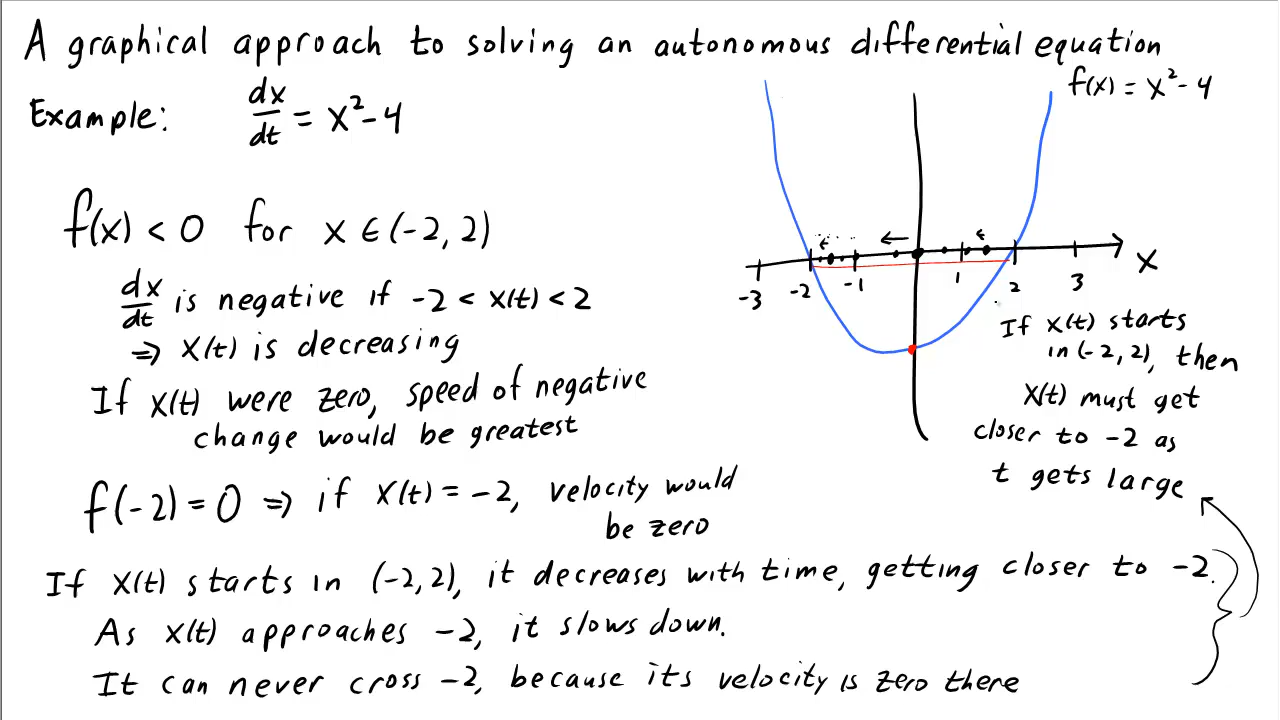 A graphical approach to solving an autonomous differential equation
Example: dx/dt = x² - 4
f(x) = x² - 4
f(x) < 0 for x ∈ (-2, 2)
dx/dt is negative if -2 < x(t) < 2
⇒ x(t) is decreasing
If x(t) were zero, speed of negative
change would be greatest
f(-2) = 0 ⇒ if x(t) = -2, velocity would
be zero
-3 -2 -1 1 2 3 x
If x(t) starts
in (-2, 2), then
x(t) must get
closer to -2 as
t gets large
If x(t) starts in (-2, 2), it decreases with time, getting closer to -2.
As x(t) approaches -2, it slows down.
It can never cross -2, because its velocity is zero there